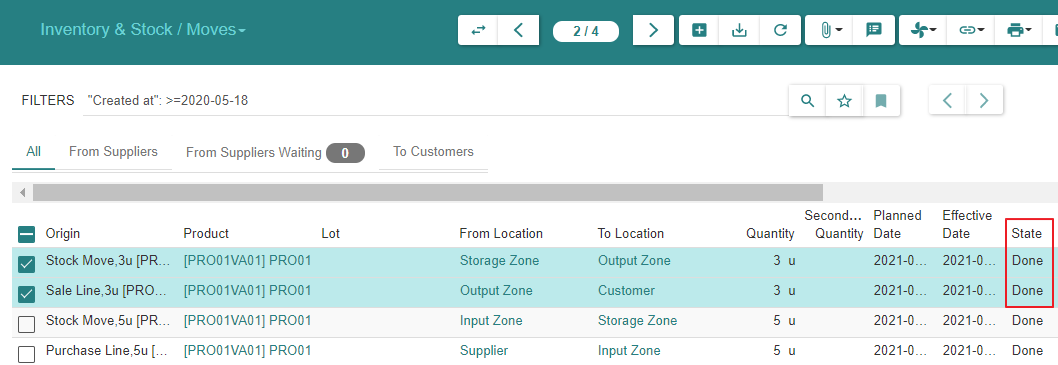 Inventory & Stock / Moves
2 / 4
FILTERS "Created at": >=2020-05-18
All From Suppliers From Suppliers Waiting 0 To Customers
Origin Product Lot From Location To Location Quantity Second... Quantity Planned Date Effective Date State
Stock Move,3u [PR... [PRO01VA01] PRO01 Storage Zone Output Zone 3 u 2021-0... 2021-0... Done
Sale Line,3u [PRO... [PRO01VA01] PRO01 Output Zone Customer 3 u 2021-0... 2021-0... Done
Stock Move,5u [PR... [PRO01VA01] PRO01 Input Zone Storage Zone 5 u 2021-0... 2021-0... Done
Purchase Line,5u [... [PRO01VA01] PRO01 Supplier Input Zone 5 u 2021-0... 2021-0... Done